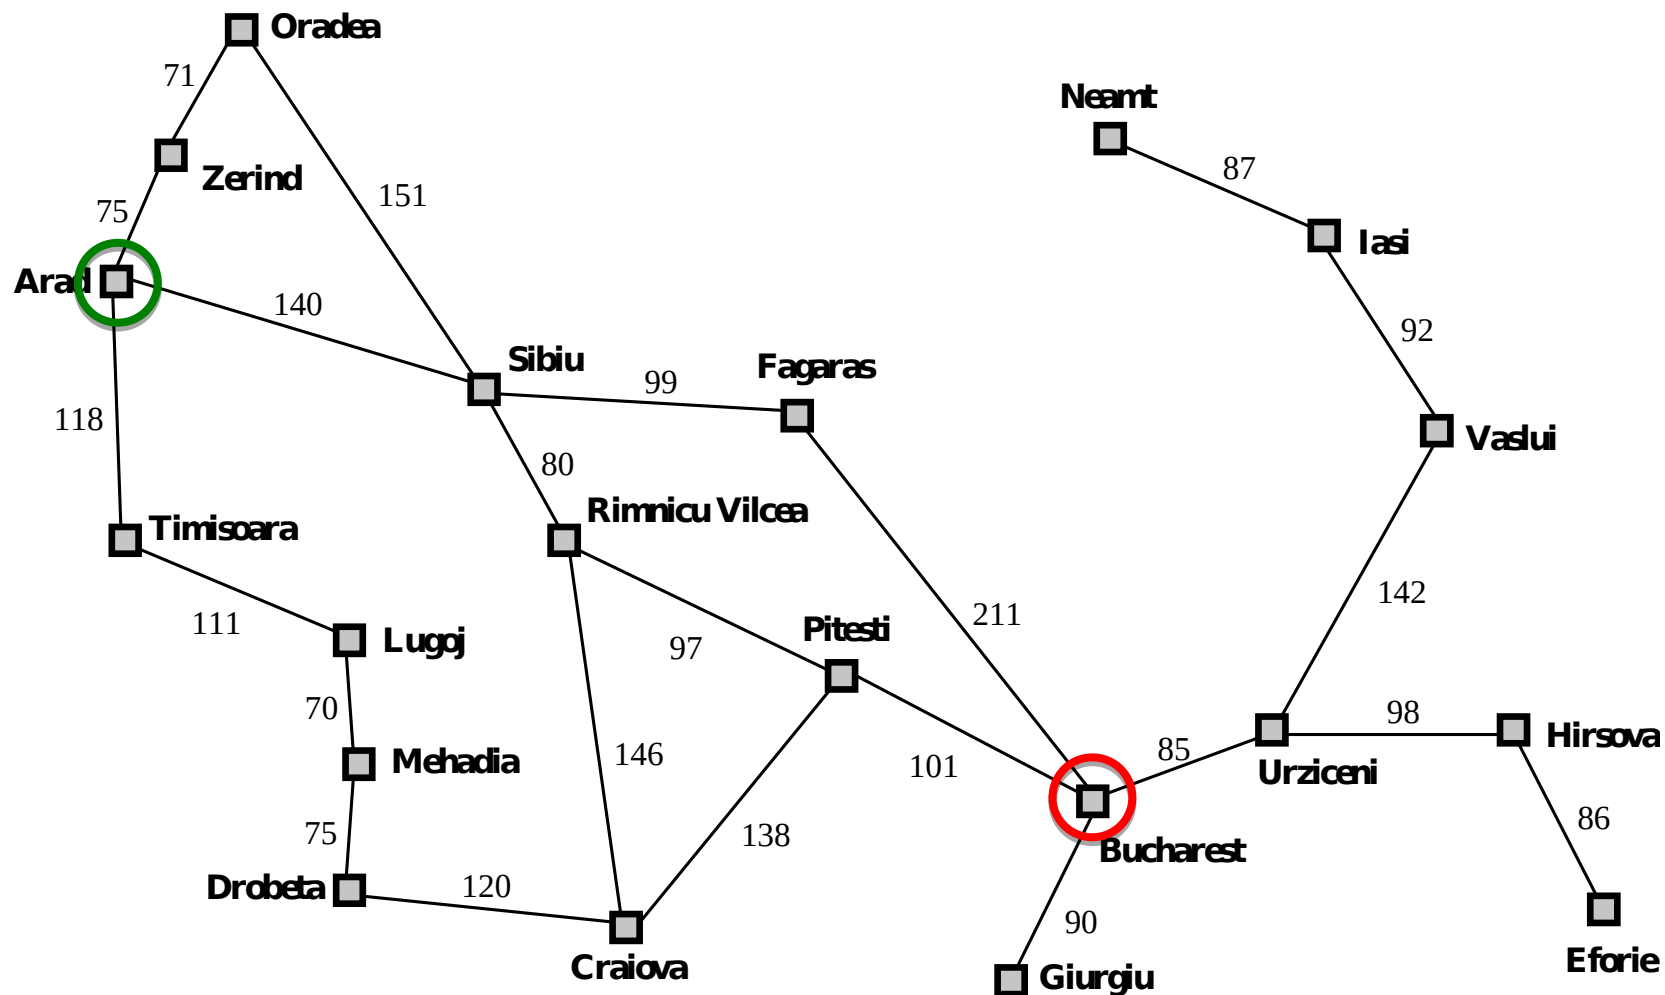 Oradea
71
Neamt
87
Zerind
151
75
Iasi
Arad
140
92
Sibiu
Fagaras
99
118
Vaslui
80
Rimnicu Vilcea
Timisoara
142
211
111
Pitesti
Lugoj
97
70
98
Hirsova
146
85
Mehadia
101
Urziceni
86
75
138
Bucharest
Drobeta
120
90
Eforie
Craiova
Giurgiu